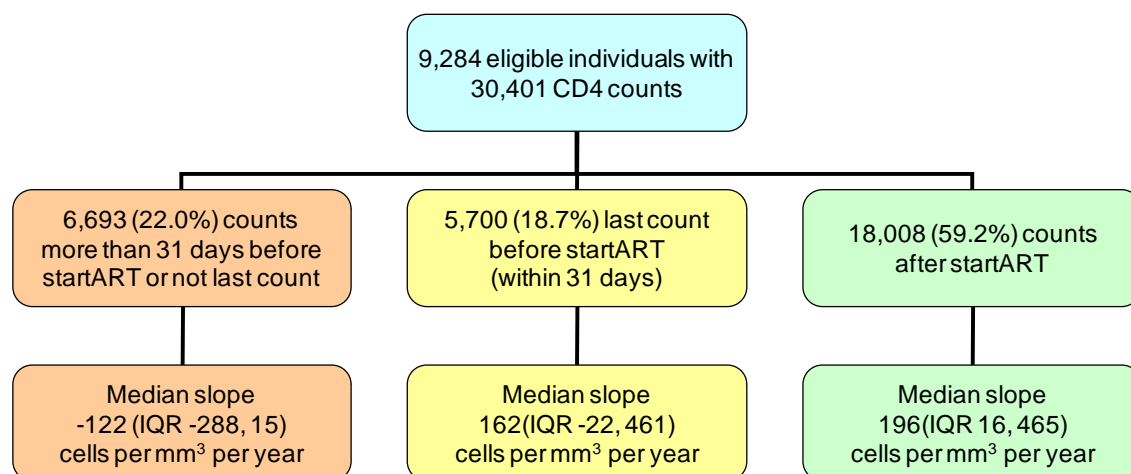 9,284 eligible individuals with
30,401 CD4 counts
6,693 (22.0%) counts
more than 31 days before
startART or not last count
5,700 (18.7%) last count
before startART
(within 31 days)
18,008 (59.2%) counts
after startART
Median slope
-122 (IQR -288, 15)
cells per mm³ per year
Median slope
162(IQR -22, 461)
cells per mm³ per year
Median slope
196(IQR 16, 465)
cells per mm³ per year